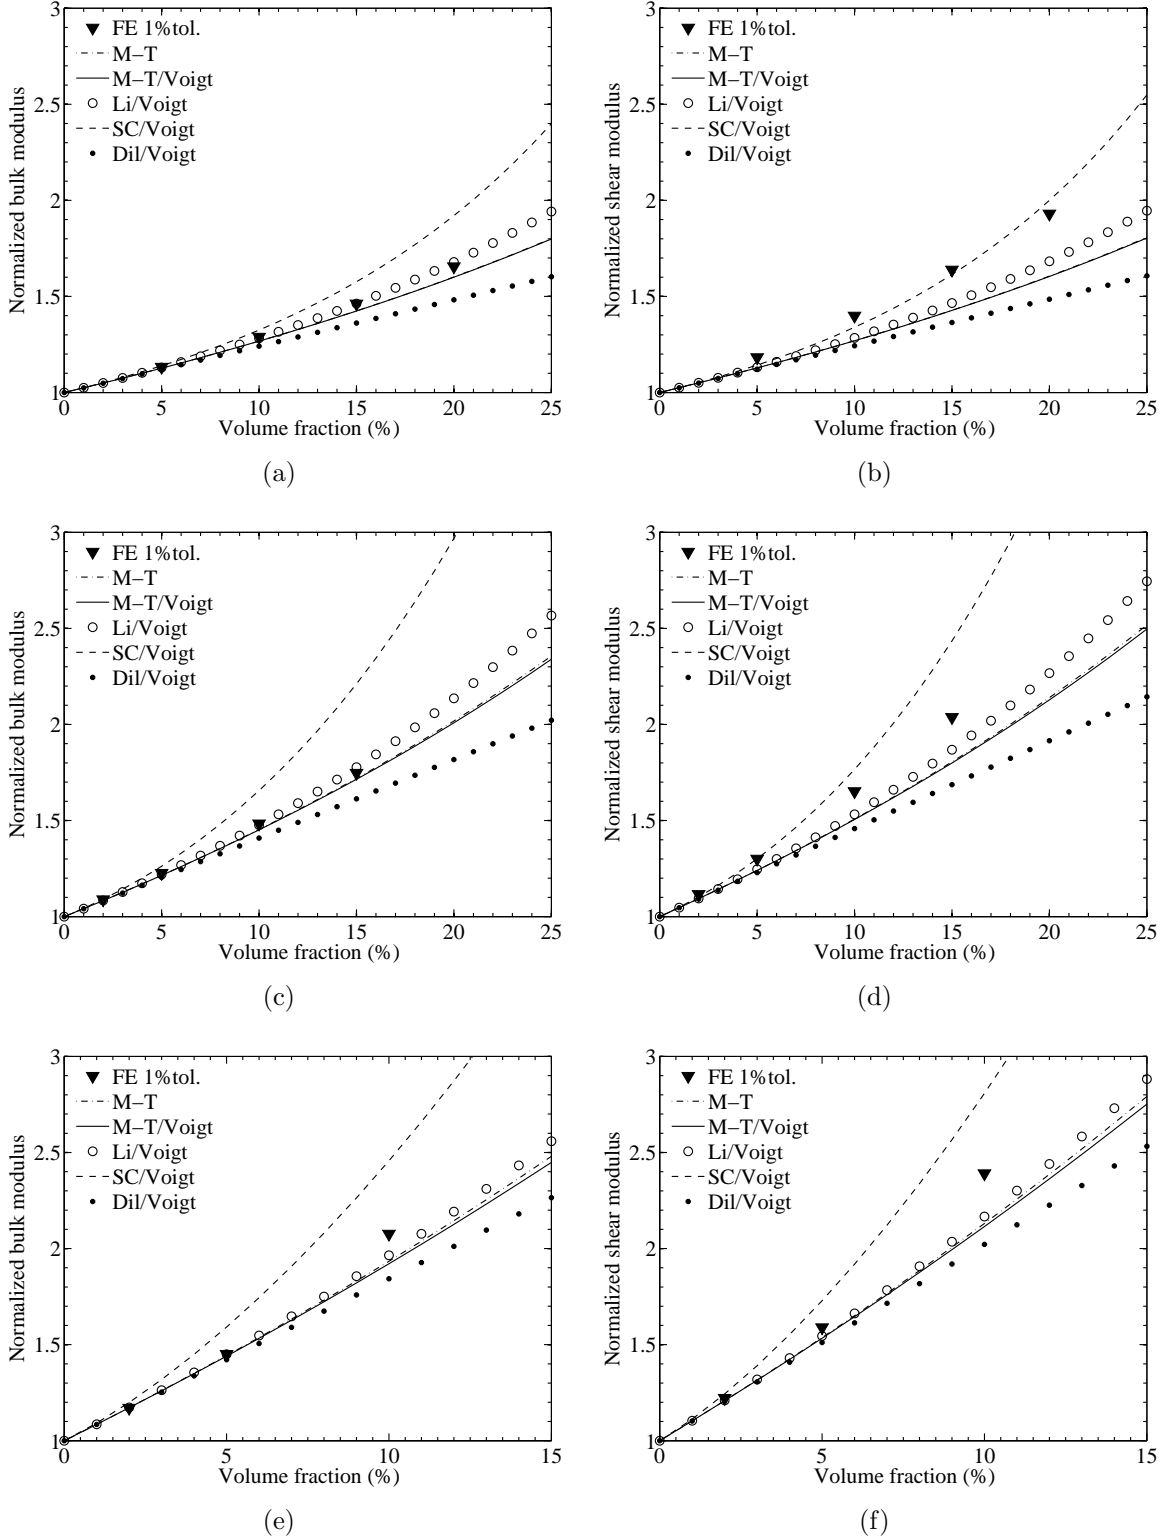 3
2.5
2
1.5
1
Normalized bulk modulus
FE 1%tol.
M−T
M−T/Voigt
Li/Voigt
SC/Voigt
Dil/Voigt
0 5 10 15 20 25
Volume fraction (%)
(a)
3
2.5
2
1.5
1
Normalized shear modulus
FE 1%tol.
M−T
M−T/Voigt
Li/Voigt
SC/Voigt
Dil/Voigt
0 5 10 15 20 25
Volume fraction (%)
(b)
3
2.5
2
1.5
1
Normalized bulk modulus
FE 1%tol.
M−T
M−T/Voigt
Li/Voigt
SC/Voigt
Dil/Voigt
0 5 10 15 20 25
Volume fraction (%)
(c)
3
2.5
2
1.5
1
Normalized shear modulus
FE 1%tol.
M−T
M−T/Voigt
Li/Voigt
SC/Voigt
Dil/Voigt
0 5 10 15 20 25
Volume fraction (%)
(d)
3
2.5
2
1.5
1
Normalized bulk modulus
FE 1%tol.
M−T
M−T/Voigt
Li/Voigt
SC/Voigt
Dil/Voigt
0 5 10 15
Volume fraction (%)
(e)
3
2.5
2
1.5
1
Normalized shear modulus
FE 1%tol.
M−T
M−T/Voigt
Li/Voigt
SC/Voigt
Dil/Voigt
0 5 10 15
Volume fraction (%)
(f)